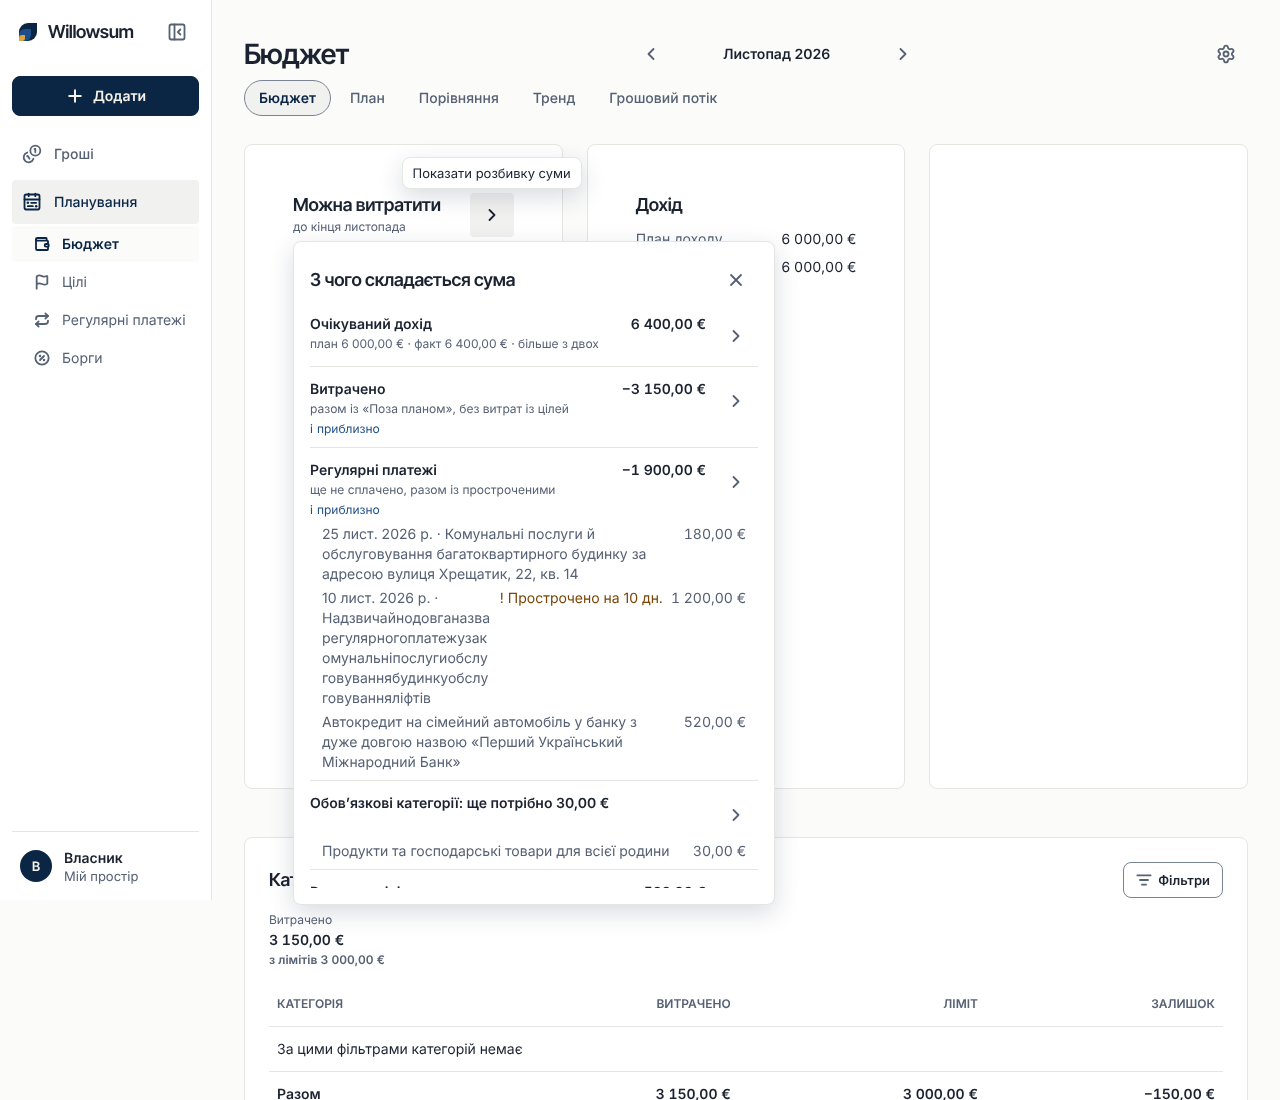 Willowsum
Додати
Гроші
Планування
Бюджет
Цілі
Регулярні платежі
Борги
В
Власник
Мій простір
Бюджет
Листопад 2026
Бюджет
План
Порівняння
Тренд
Грошовий потік
Показати розбивку суми
Можна витратити
до кінця листопада
Дохід
План доходу 6 000,00 €
6 000,00 €
З чого складається сума
Очікуваний дохід 6 400,00 €
план 6 000,00 € · факт 6 400,00 € · більше з двох
Витрачено −3 150,00 €
разом із «Поза планом», без витрат із цілей
і приблизно
Регулярні платежі −1 900,00 €
ще не сплачено, разом із простроченими
і приблизно
25 лист. 2026 р. · Комунальні послуги й 180,00 €
обслуговування багатоквартирного будинку за
адресою вулиця Хрещатик, 22, кв. 14
10 лист. 2026 р. · ! Прострочено на 10 дн. 1 200,00 €
Надзвичайнодовганазва
регулярногоплатежузак
омунальніпослугиобслу
говуваннябудинкуобслу
говуванняліфтів
Автокредит на сімейний автомобіль у банку з 520,00 €
дуже довгою назвою «Перший Український
Міжнародний Банк»
Обов’язкові категорії: ще потрібно 30,00 €
Продукти та господарські товари для всієї родини 30,00 €
Фільтри
Витрачено
3 150,00 €
з лімітів 3 000,00 €
КАТЕГОРІЯ ВИТРАЧЕНО ЛІМІТ ЗАЛИШОК
За цими фільтрами категорій немає
Разом 3 150,00 € 3 000,00 € −150,00 €